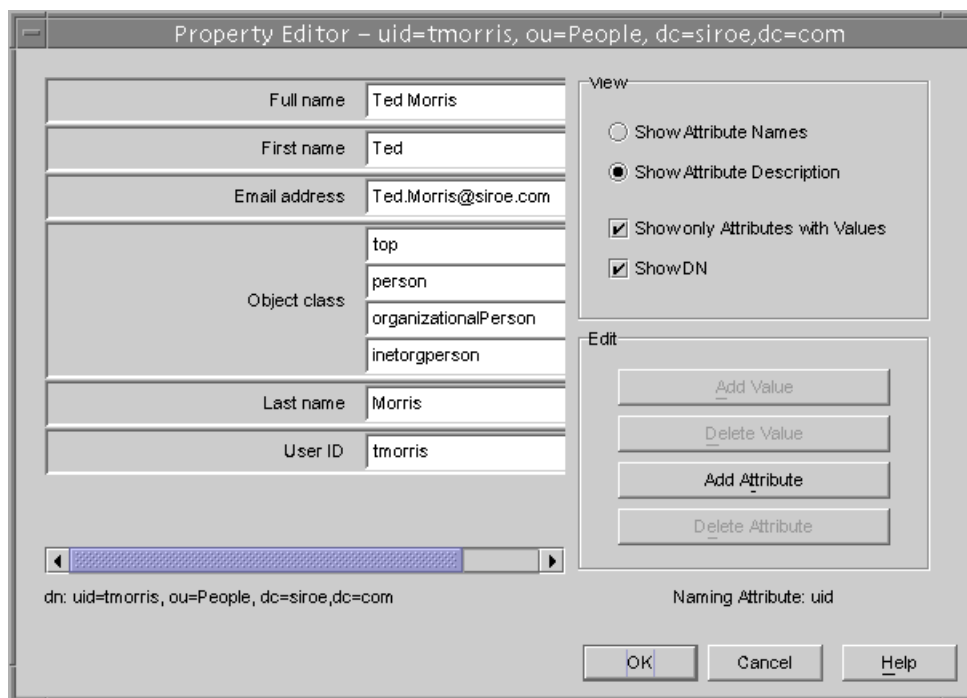 Property Editor – uid=tmorris, ou=People, dc=siroe,dc=com
Full name Ted Morris
First name Ted
Email address Ted.Morris@siroe.com
Object class
top
person
organizationalPerson
inetorgperson
Last name Morris
User ID tmorris
dn: uid=tmorris, ou=People, dc=siroe,dc=com
View
Show Attribute Names
Show Attribute Description
Show only Attributes with Values
Show DN
Edit
Add Value
Delete Value
Add Attribute
Delete Attribute
Naming Attribute: uid
OK Cancel Help